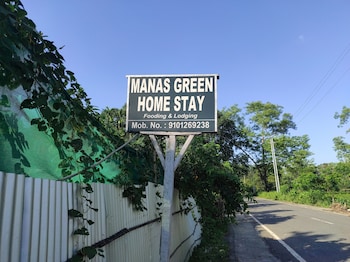 MANAS GREEN
HOME STAY
Fooding & Lodging
Mob. No. : 9101269238